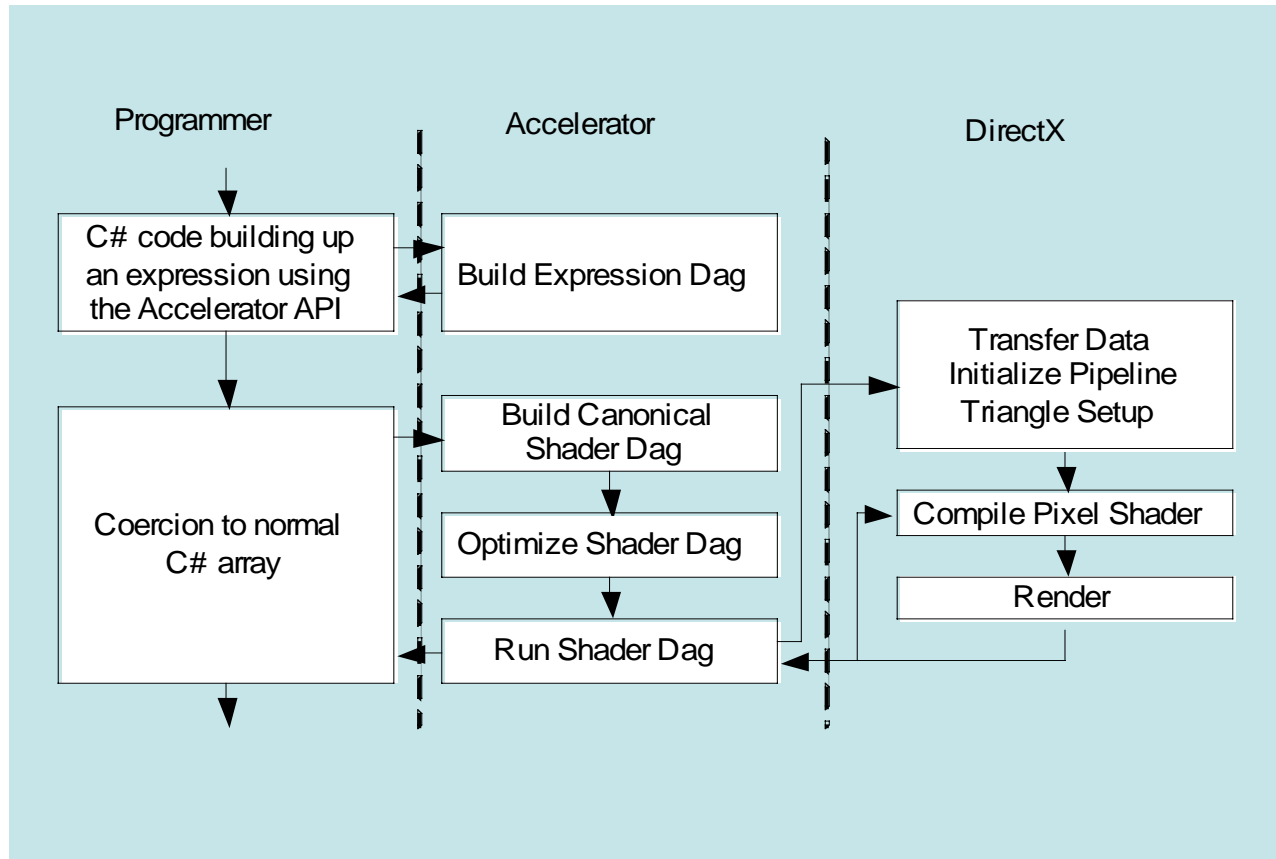 Programmer
Accelerator
DirectX
C# code building up
an expression using
the Accelerator API
Build Expression Dag
Transfer Data
Initialize Pipeline
Triangle Setup
Build Canonical
Shader Dag
Compile Pixel Shader
Coercion to normal
C# array
Optimize Shader Dag
Render
Run Shader Dag